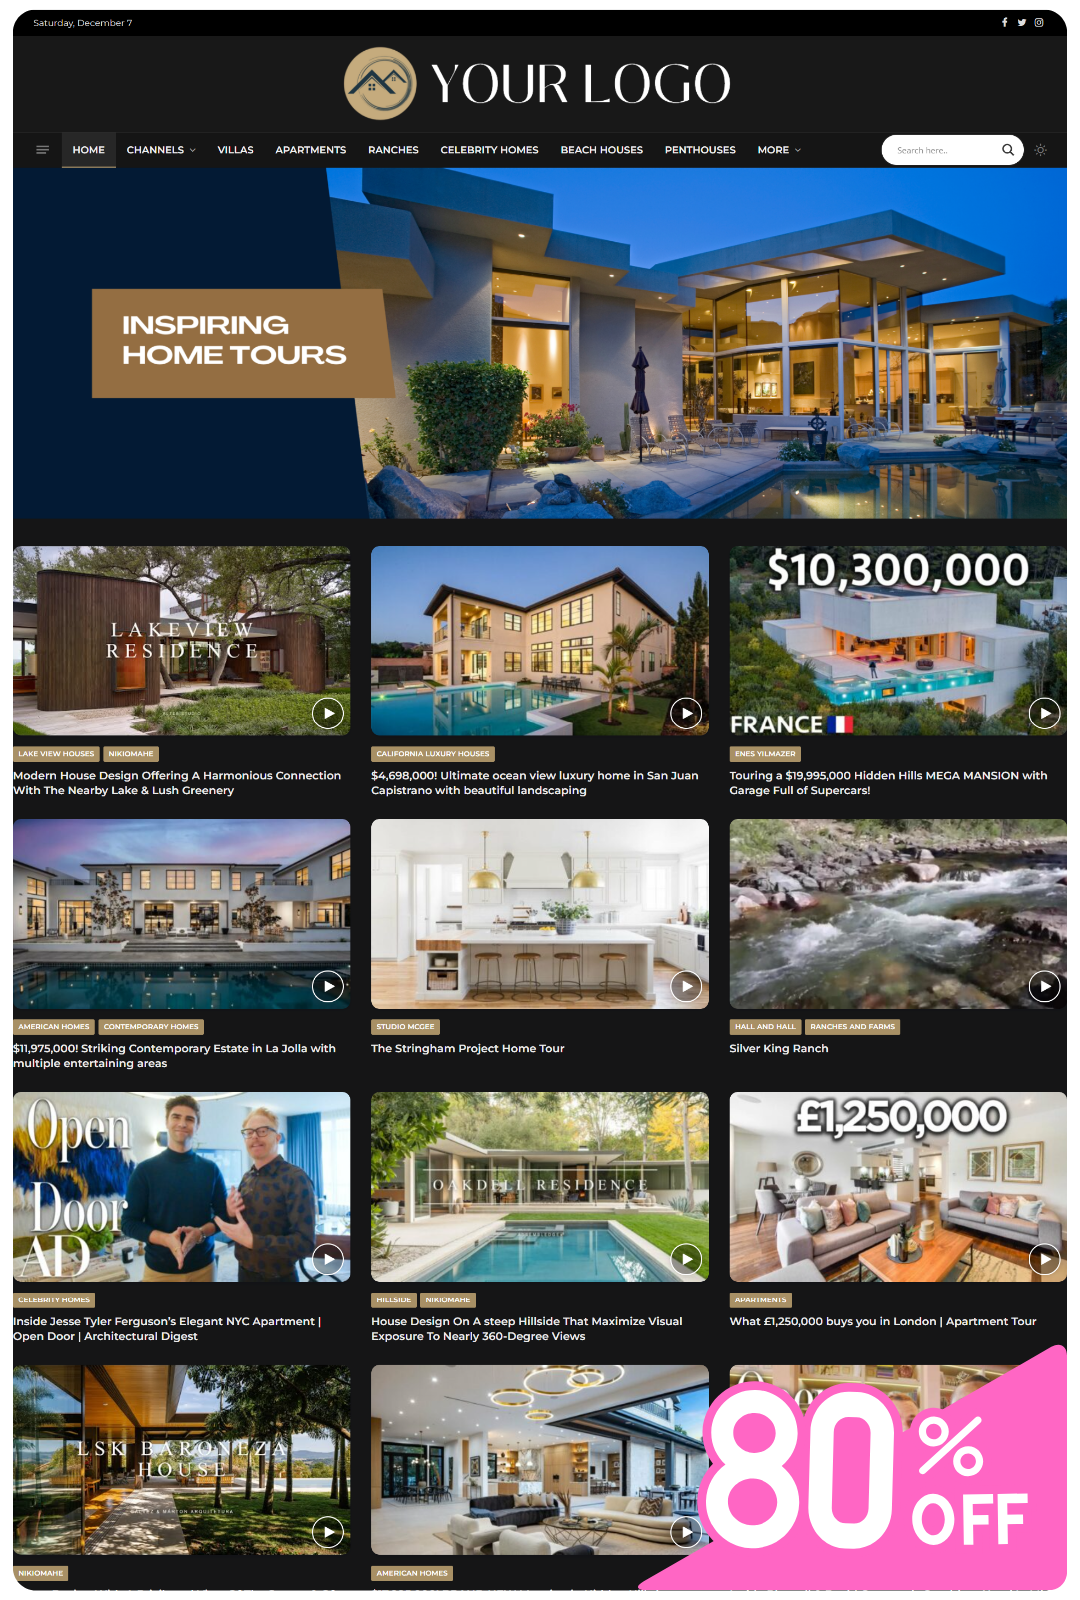 Saturday, December 7
YOUR LOGO
HOME CHANNELS VILLAS APARTMENTS RANCHES CELEBRITY HOMES BEACH HOUSES PENTHOUSES MORE
Search here..
INSPIRING
HOME TOURS
LAKEVIEW
RESIDENCE
$10,300,000
FRANCE
LAKE VIEW HOUSES NIKIOMAHE
Modern House Design Offering A Harmonious Connection
With The Nearby Lake & Lush Greenery
CALIFORNIA LUXURY HOUSES
$4,698,000! Ultimate ocean view luxury home in San Juan
Capistrano with beautiful landscaping
ENES YILMAZER
Touring a $19,995,000 Hidden Hills MEGA MANSION with
Garage Full of Supercars!
AMERICAN HOMES CONTEMPORARY HOMES
$11,975,000! Striking Contemporary Estate in La Jolla with
multiple entertaining areas
STUDIO MCGEE
The Stringham Project Home Tour
HALL AND HALL RANCHES AND FARMS
Silver King Ranch
Open
Door
AD
OAKDELL RESIDENCE
£1,250,000
CELEBRITY HOMES
Inside Jesse Tyler Ferguson's Elegant NYC Apartment |
Open Door | Architectural Digest
HILLSIDE NIKIOMAHE
House Design On A steep Hillside That Maximize Visual
Exposure To Nearly 360-Degree Views
APARTMENTS
What £1,250,000 buys you in London | Apartment Tour
LSK BARONEZA
HOUSE
80% OFF
NIKIOMAHE
AMERICAN HOMES